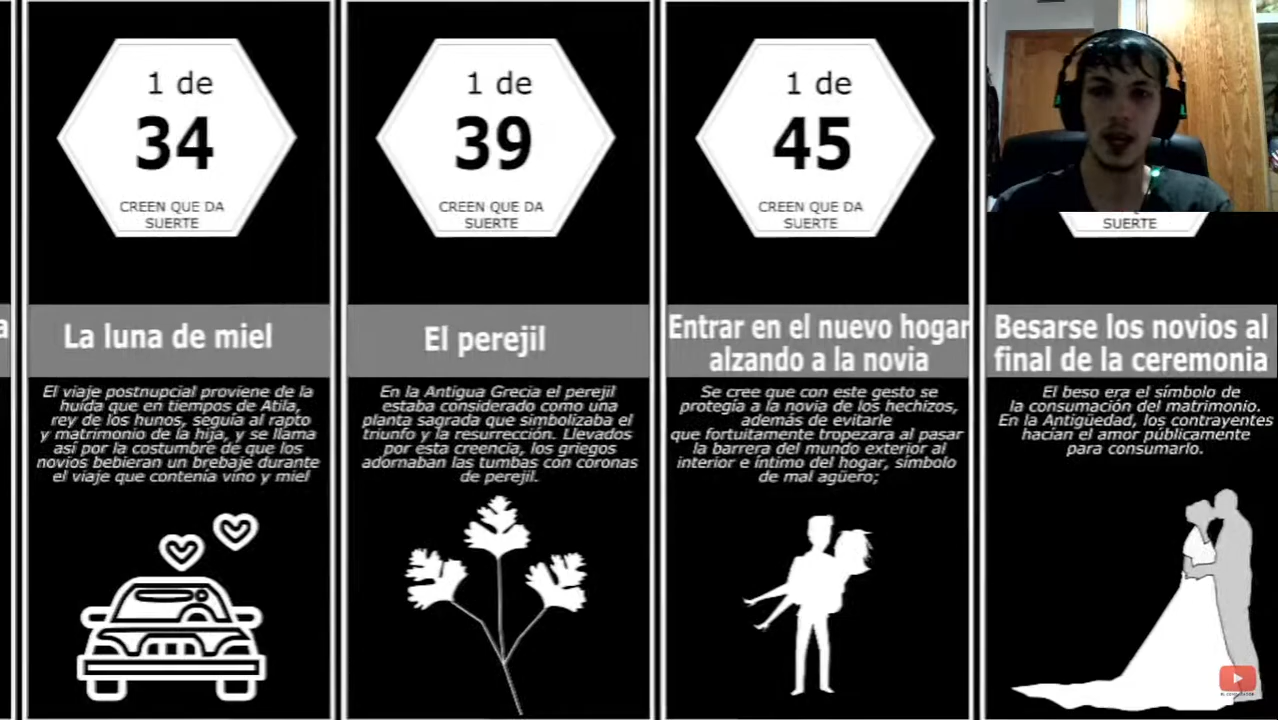 1 de
34
CREEN QUE DA
SUERTE
La luna de miel
El viaje postnupcial proviene de la
huída que en tiempos de Atila,
rey de los hunos, seguía al rapto
y matrimonio de la hija, y se llama
así por la costumbre de que los
novios bebieran un brebaje durante
el viaje que contenía vino y miel
1 de
39
CREEN QUE DA
SUERTE
El perejil
En la Antigua Grecia el perejil
estaba considerado como una
planta sagrada que simbolizaba el
triunfo y la resurrección. Llevados
por esta creencia, los griegos
adornaban las tumbas con coronas
de perejil.
1 de
45
CREEN QUE DA
SUERTE
Entrar en el nuevo hogar
alzando a la novia
Se cree que con este gesto se
protegía a la novia de los hechizos,
además de evitarle
que fortuitamente tropezara al pasar
la barrera del mundo exterior al
interior e íntimo del hogar, símbolo
de mal agüero;
SUERTE
Besarse los novios al
final de la ceremonia
El beso era el símbolo de
la consumación del matrimonio.
En la Antigüedad, los contrayentes
hacían el amor públicamente
para consumarlo.